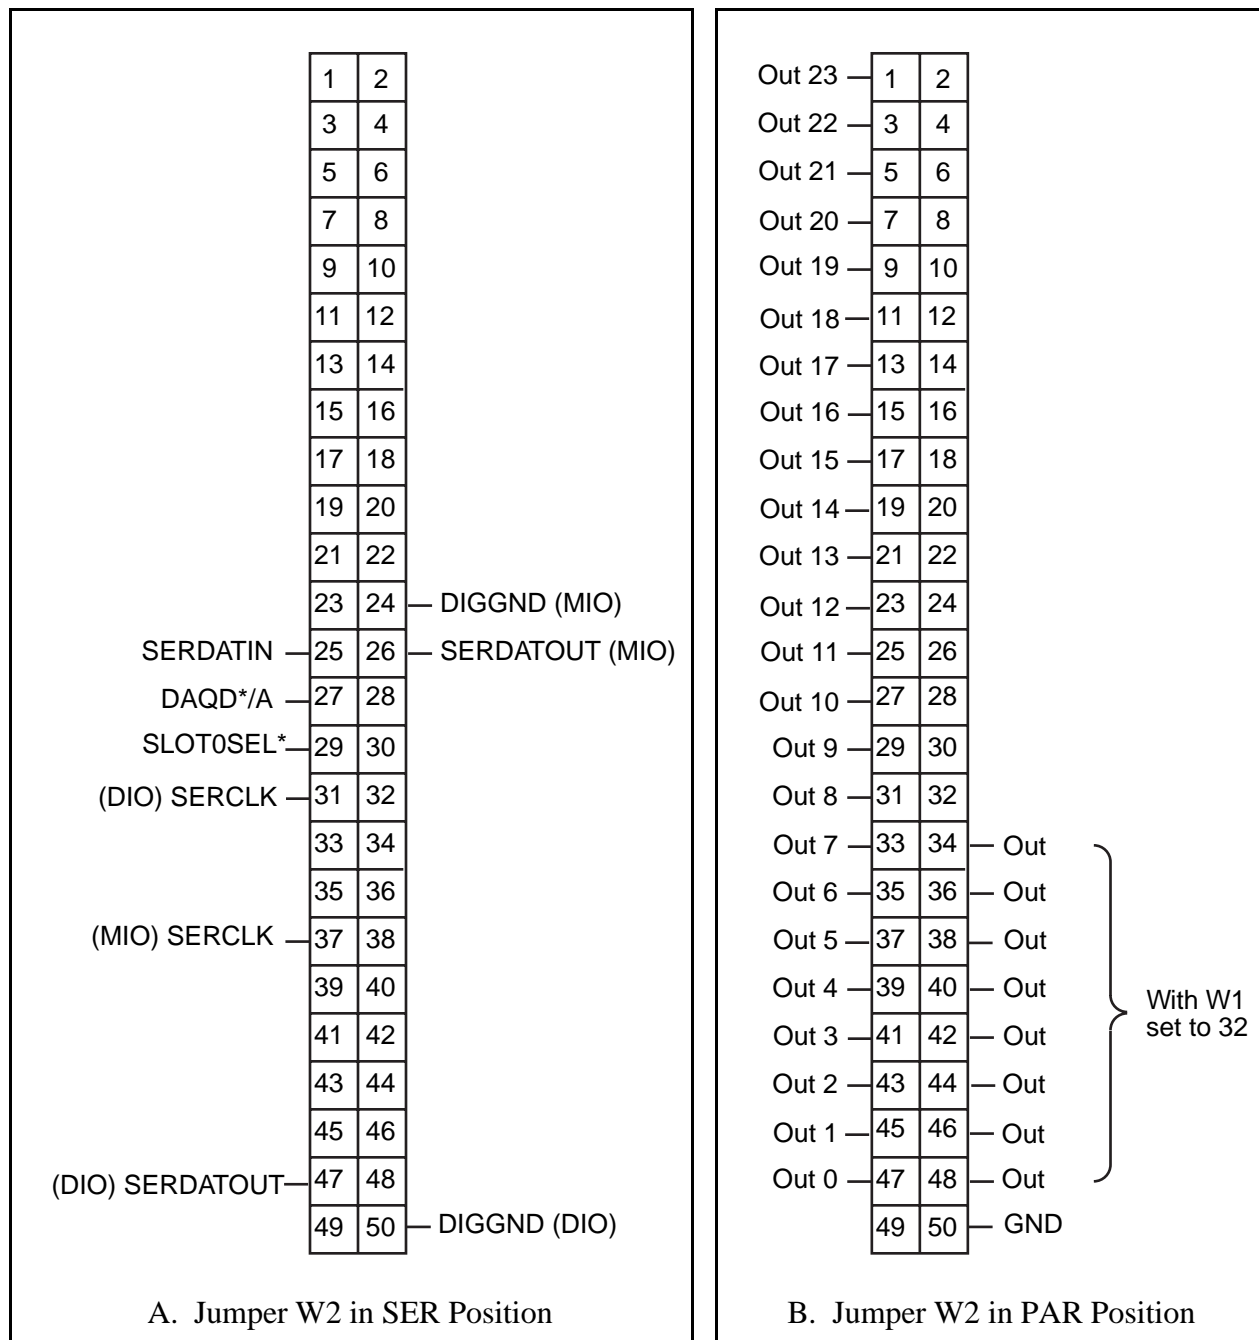 1 2
3 4
5 6
7 8
9 10
11 12
13 14
15 16
17 18
19 20
21 22
23 24 DIGGND (MIO)
SERDATIN 25 26 SERDATOUT (MIO)
DAQD*/A 27 28
SLOT0SEL* 29 30
(DIO) SERCLK 31 32
33 34
35 36
(MIO) SERCLK 37 38
39 40
41 42
43 44
45 46
(DIO) SERDATOUT 47 48
49 50 DIGGND (DIO)
A. Jumper W2 in SER Position
Out 23 1 2
Out 22 3 4
Out 21 5 6
Out 20 7 8
Out 19 9 10
Out 18 11 12
Out 17 13 14
Out 16 15 16
Out 15 17 18
Out 14 19 20
Out 13 21 22
Out 12 23 24
Out 11 25 26
Out 10 27 28
Out 9 29 30
Out 8 31 32
Out 7 33 34 Out
Out 6 35 36 Out
Out 5 37 38 Out
Out 4 39 40 Out
Out 3 41 42 Out
Out 2 43 44 Out
Out 1 45 46 Out
Out 0 47 48 Out
49 50 GND
With W1
set to 32
B. Jumper W2 in PAR Position